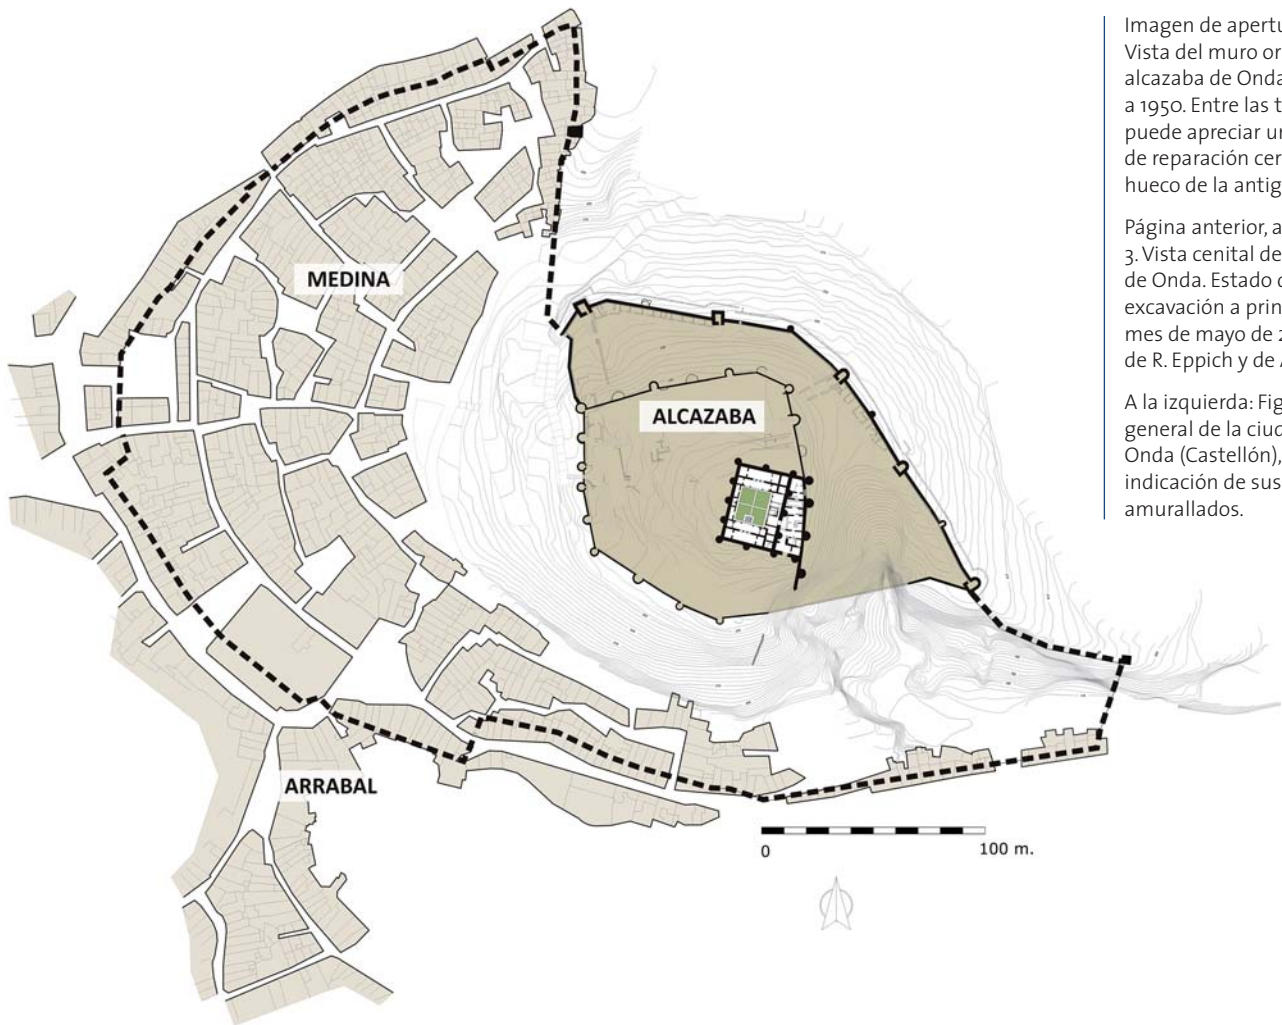 Imagen de apertu
Vista del muro or
alcazaba de Onda
a 1950. Entre las t
puede apreciar ur
de reparación cer
hueco de la antig
Página anterior, a
3. Vista cenital de
de Onda. Estado d
excavación a prin
mes de mayo de 2
de R. Eppich y de A
A la izquierda: Fig
general de la ciud
Onda (Castellón),
indicación de sus
amurallados.
MEDINA
ALCAZABA
ARRABAL
0 100 m.